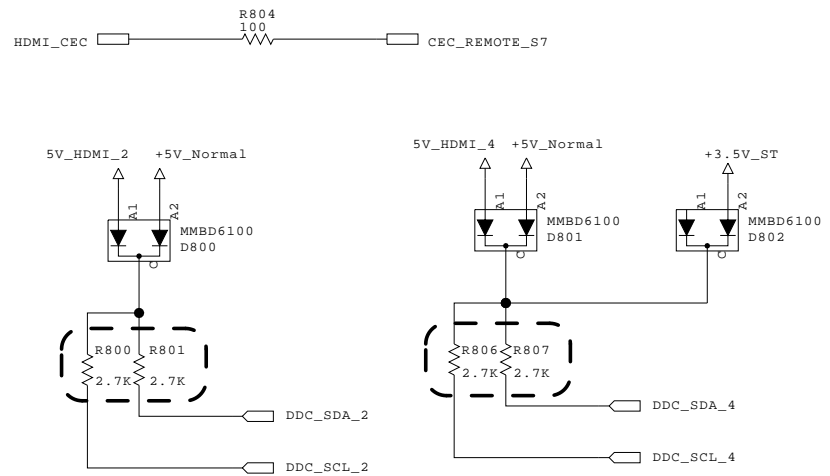 R804
100
HDMI_CEC
CEC_REMOTE_S7
5V_HDMI_2
+5V_Normal
A1
A2
MMBD6100
D800
C
R800
R801
2.7K
2.7K
DDC_SDA_2
DDC_SCL_2
5V_HDMI_4
+5V_Normal
+3.5V_ST
A1
A2
MMBD6100
D801
C
A1
A2
MMBD6100
D802
C
R806
R807
2.7K
2.7K
DDC_SDA_4
DDC_SCL_4